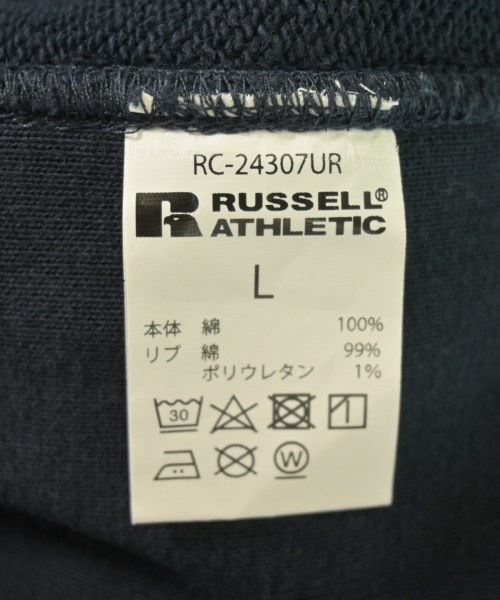 RC-24307UR
RUSSELL®
ATHLETIC
L
本体 綿 100%
リブ 綿 99%
ポリウレタン 1%
30
W